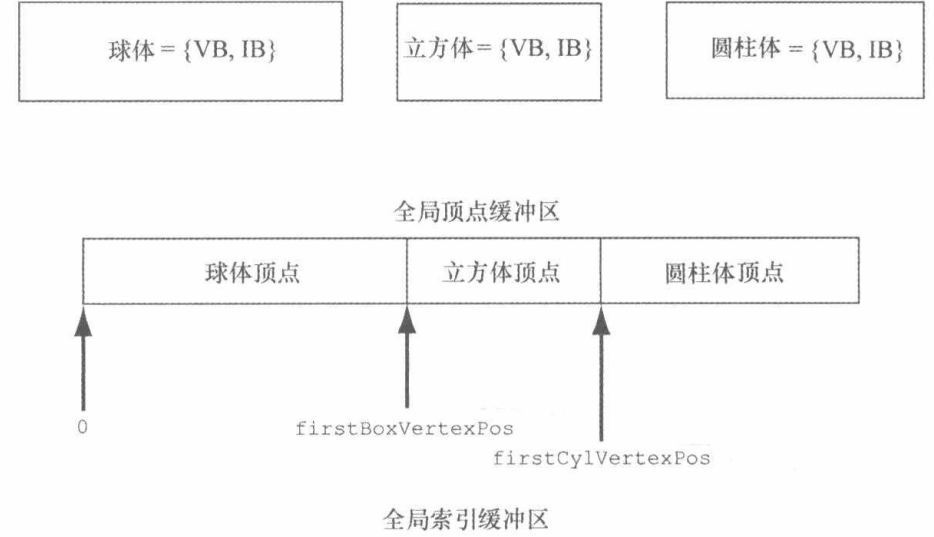 球体 = {VB, IB}
立方体= {VB, IB}
圆柱体 = {VB, IB}
全局顶点缓冲区
球体顶点
立方体顶点
圆柱体顶点
0
firstBoxVertexPos
firstCylVertexPos
全局索引缓冲区